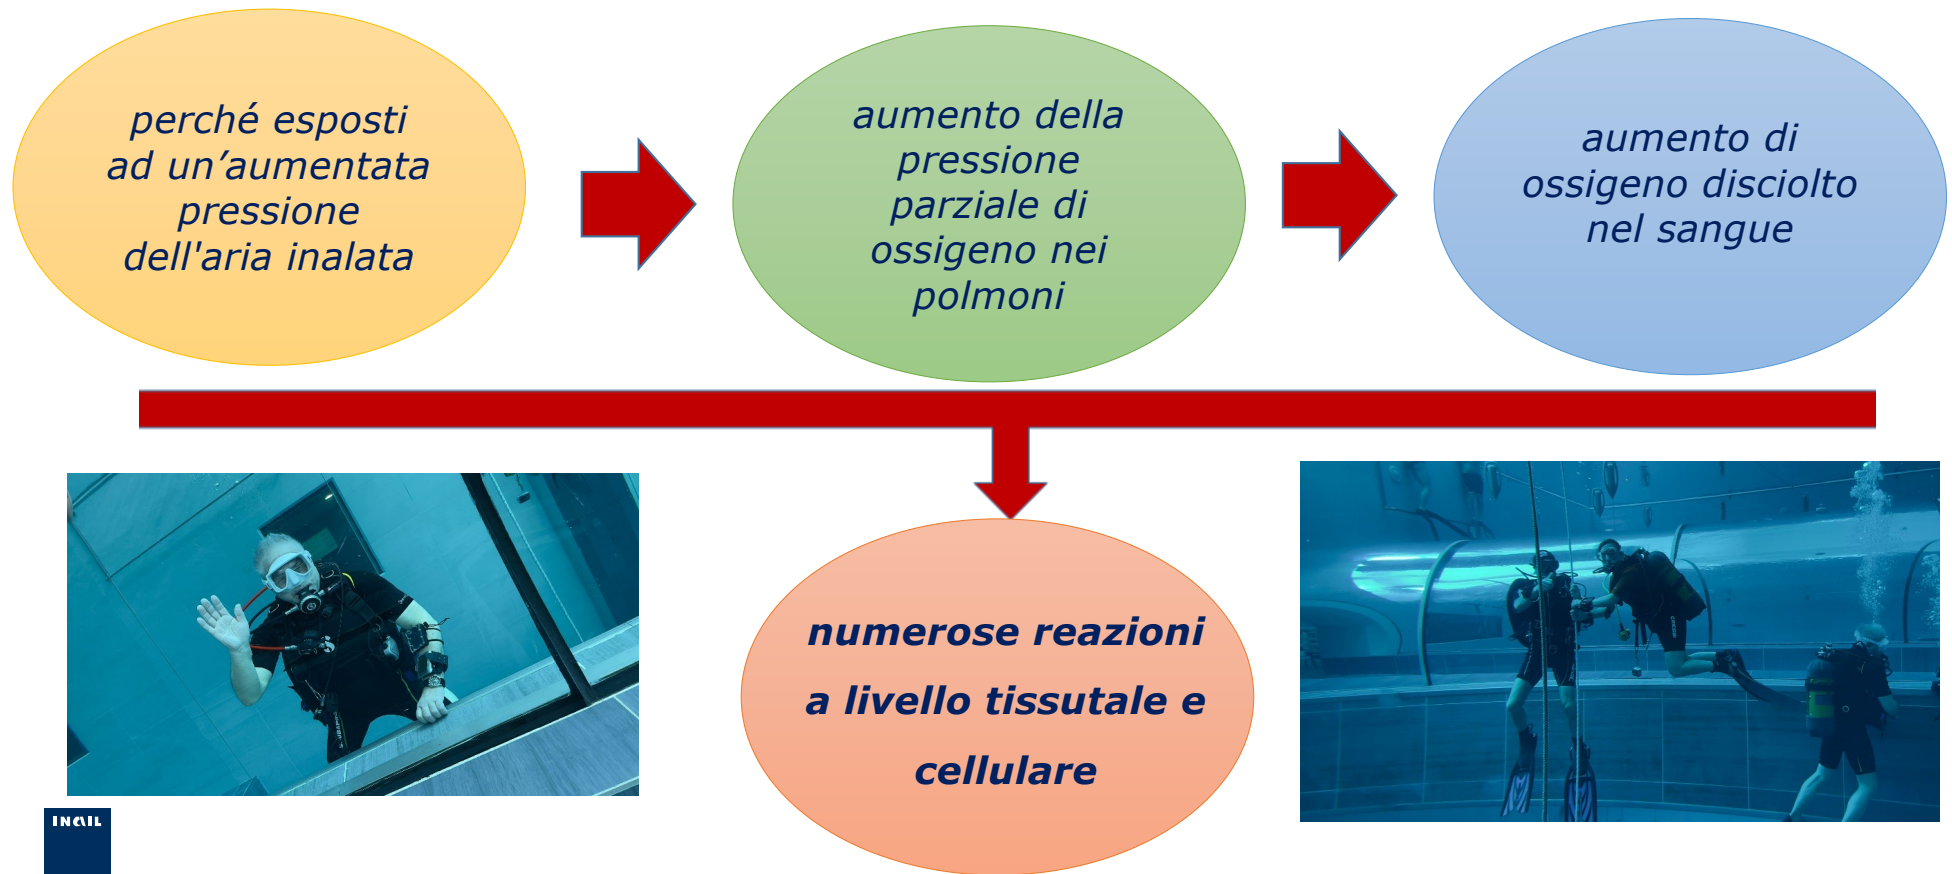 perché esposti
ad un’aumentata
pressione
dell'aria inalata
aumento della
pressione
parziale di
ossigeno nei
polmoni
aumento di
ossigeno disciolto
nel sangue
numerose reazioni
a livello tissutale e
cellulare
INAIL